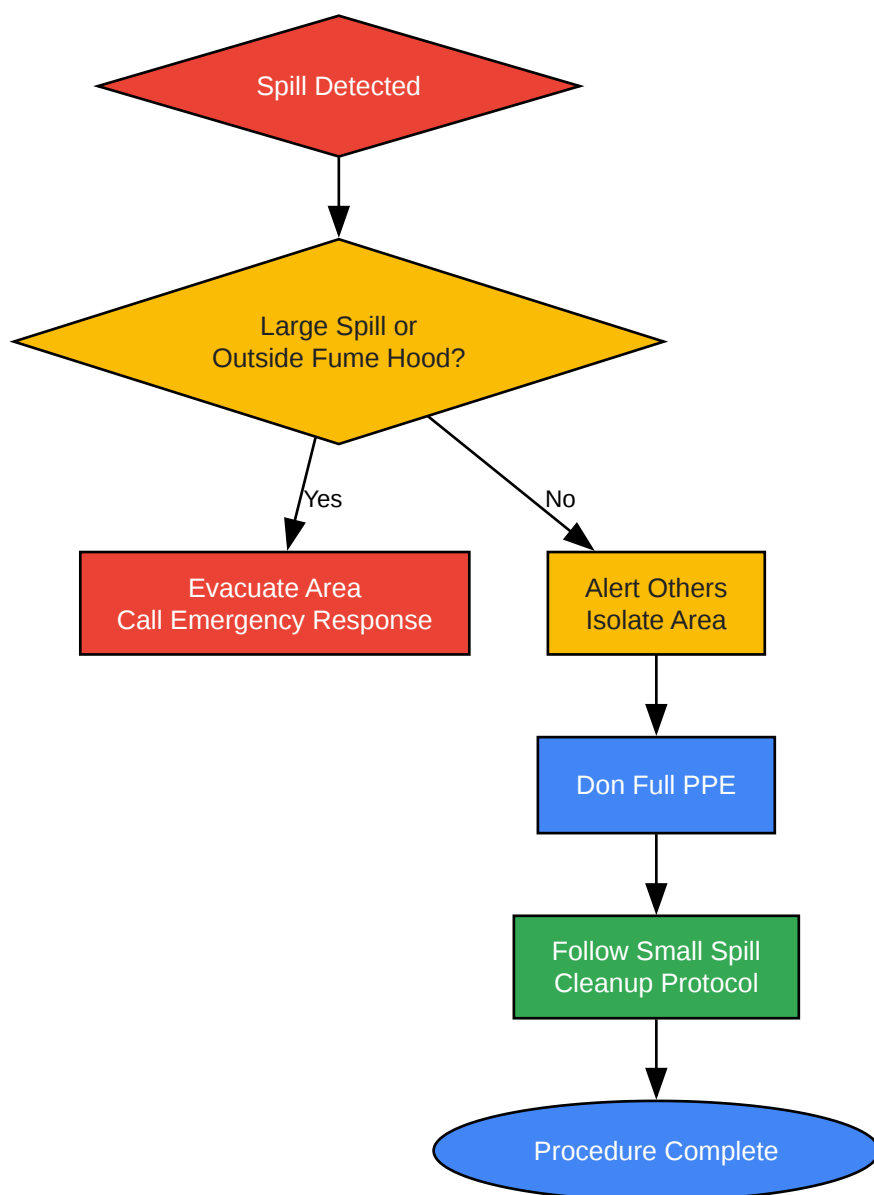 Spill Detected
Large Spill or
Outside Fume Hood?
Yes
No
Evacuate Area
Call Emergency Response
Alert Others
Isolate Area
Don Full PPE
Follow Small Spill
Cleanup Protocol
Procedure Complete